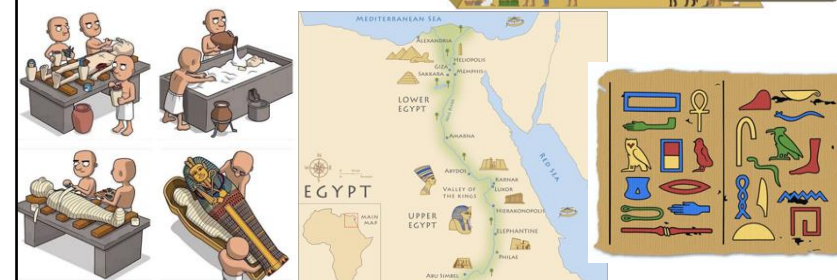 MEDITERRANEAN SEA
ALEXANDRIA
HELIOPOLIS
GIZA
SAKKARA
MEMPHIS
LOWER
EGYPT
AMARNA
RED SEA
ABYDOS
KARNAK
LUXOR
VALLEY OF
THE KINGS
EGYPT
MAIN
MAP
UPPER
EGYPT
HIERAKONOPOLIS
ELEPHANTINE
PHILAE
ABU SIMBEL